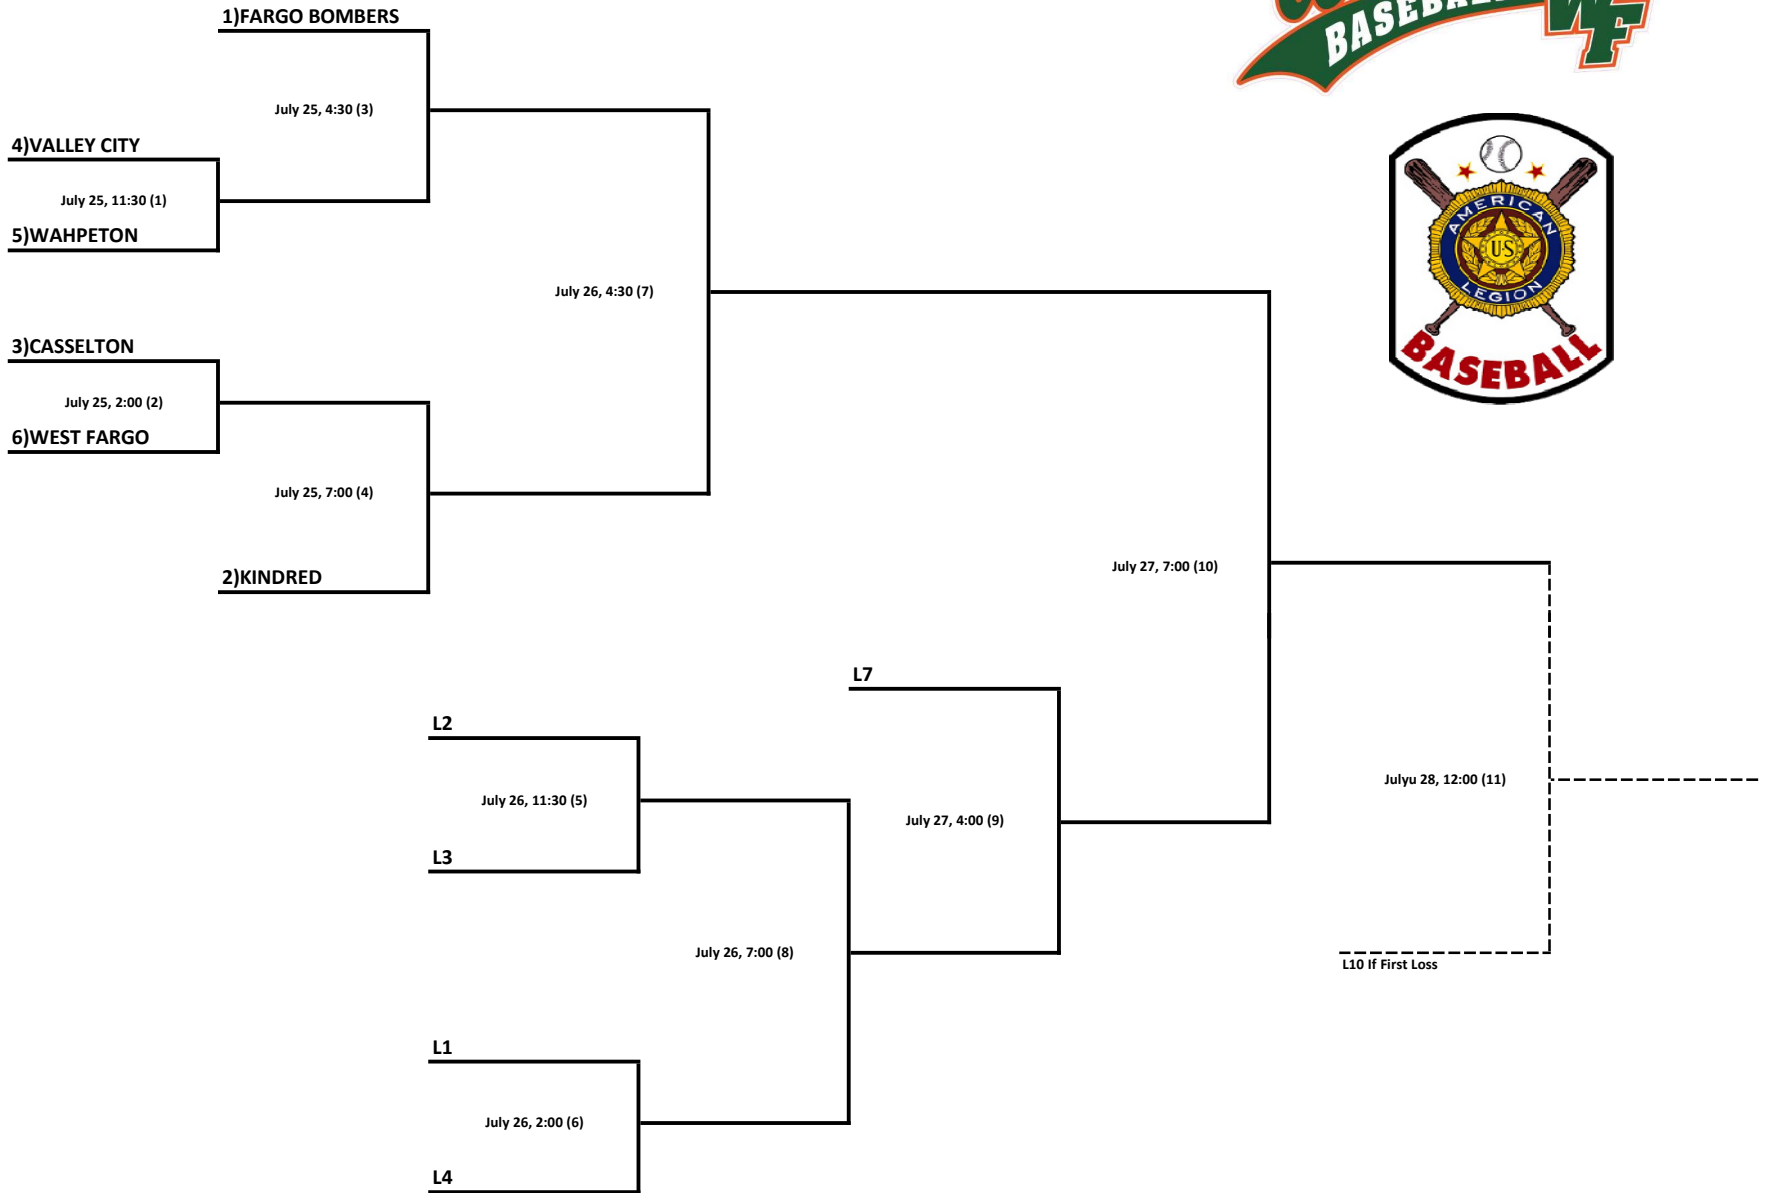 1)FARGO BOMBERS
BASEBALL
WF
July 25, 4:30 (3)
4)VALLEY CITY
July 25, 11:30 (1)
5)WAHPETON
AMERICAN
U·S
LEGION
BASEBALL
July 26, 4:30 (7)
3)CASSELTON
July 25, 2:00 (2)
6)WEST FARGO
July 25, 7:00 (4)
2)KINDRED
July 27, 7:00 (10)
L7
L2
July 26, 11:30 (5)
July 27, 4:00 (9)
L3
Julyu 28, 12:00 (11)
July 26, 7:00 (8)
L10 If First Loss
L1
July 26, 2:00 (6)
L4